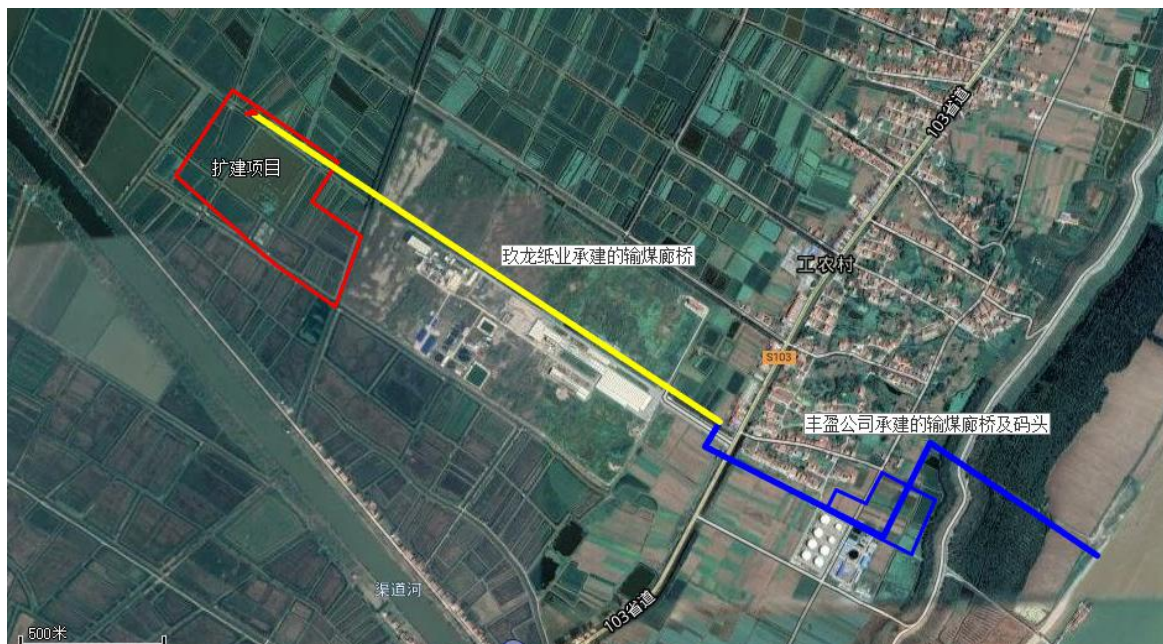 103省道
扩建项目
玖龙纸业承建的输煤廊桥
工农村
S103
丰盈公司承建的输煤廊桥及码头
渠道河
103省道
500米